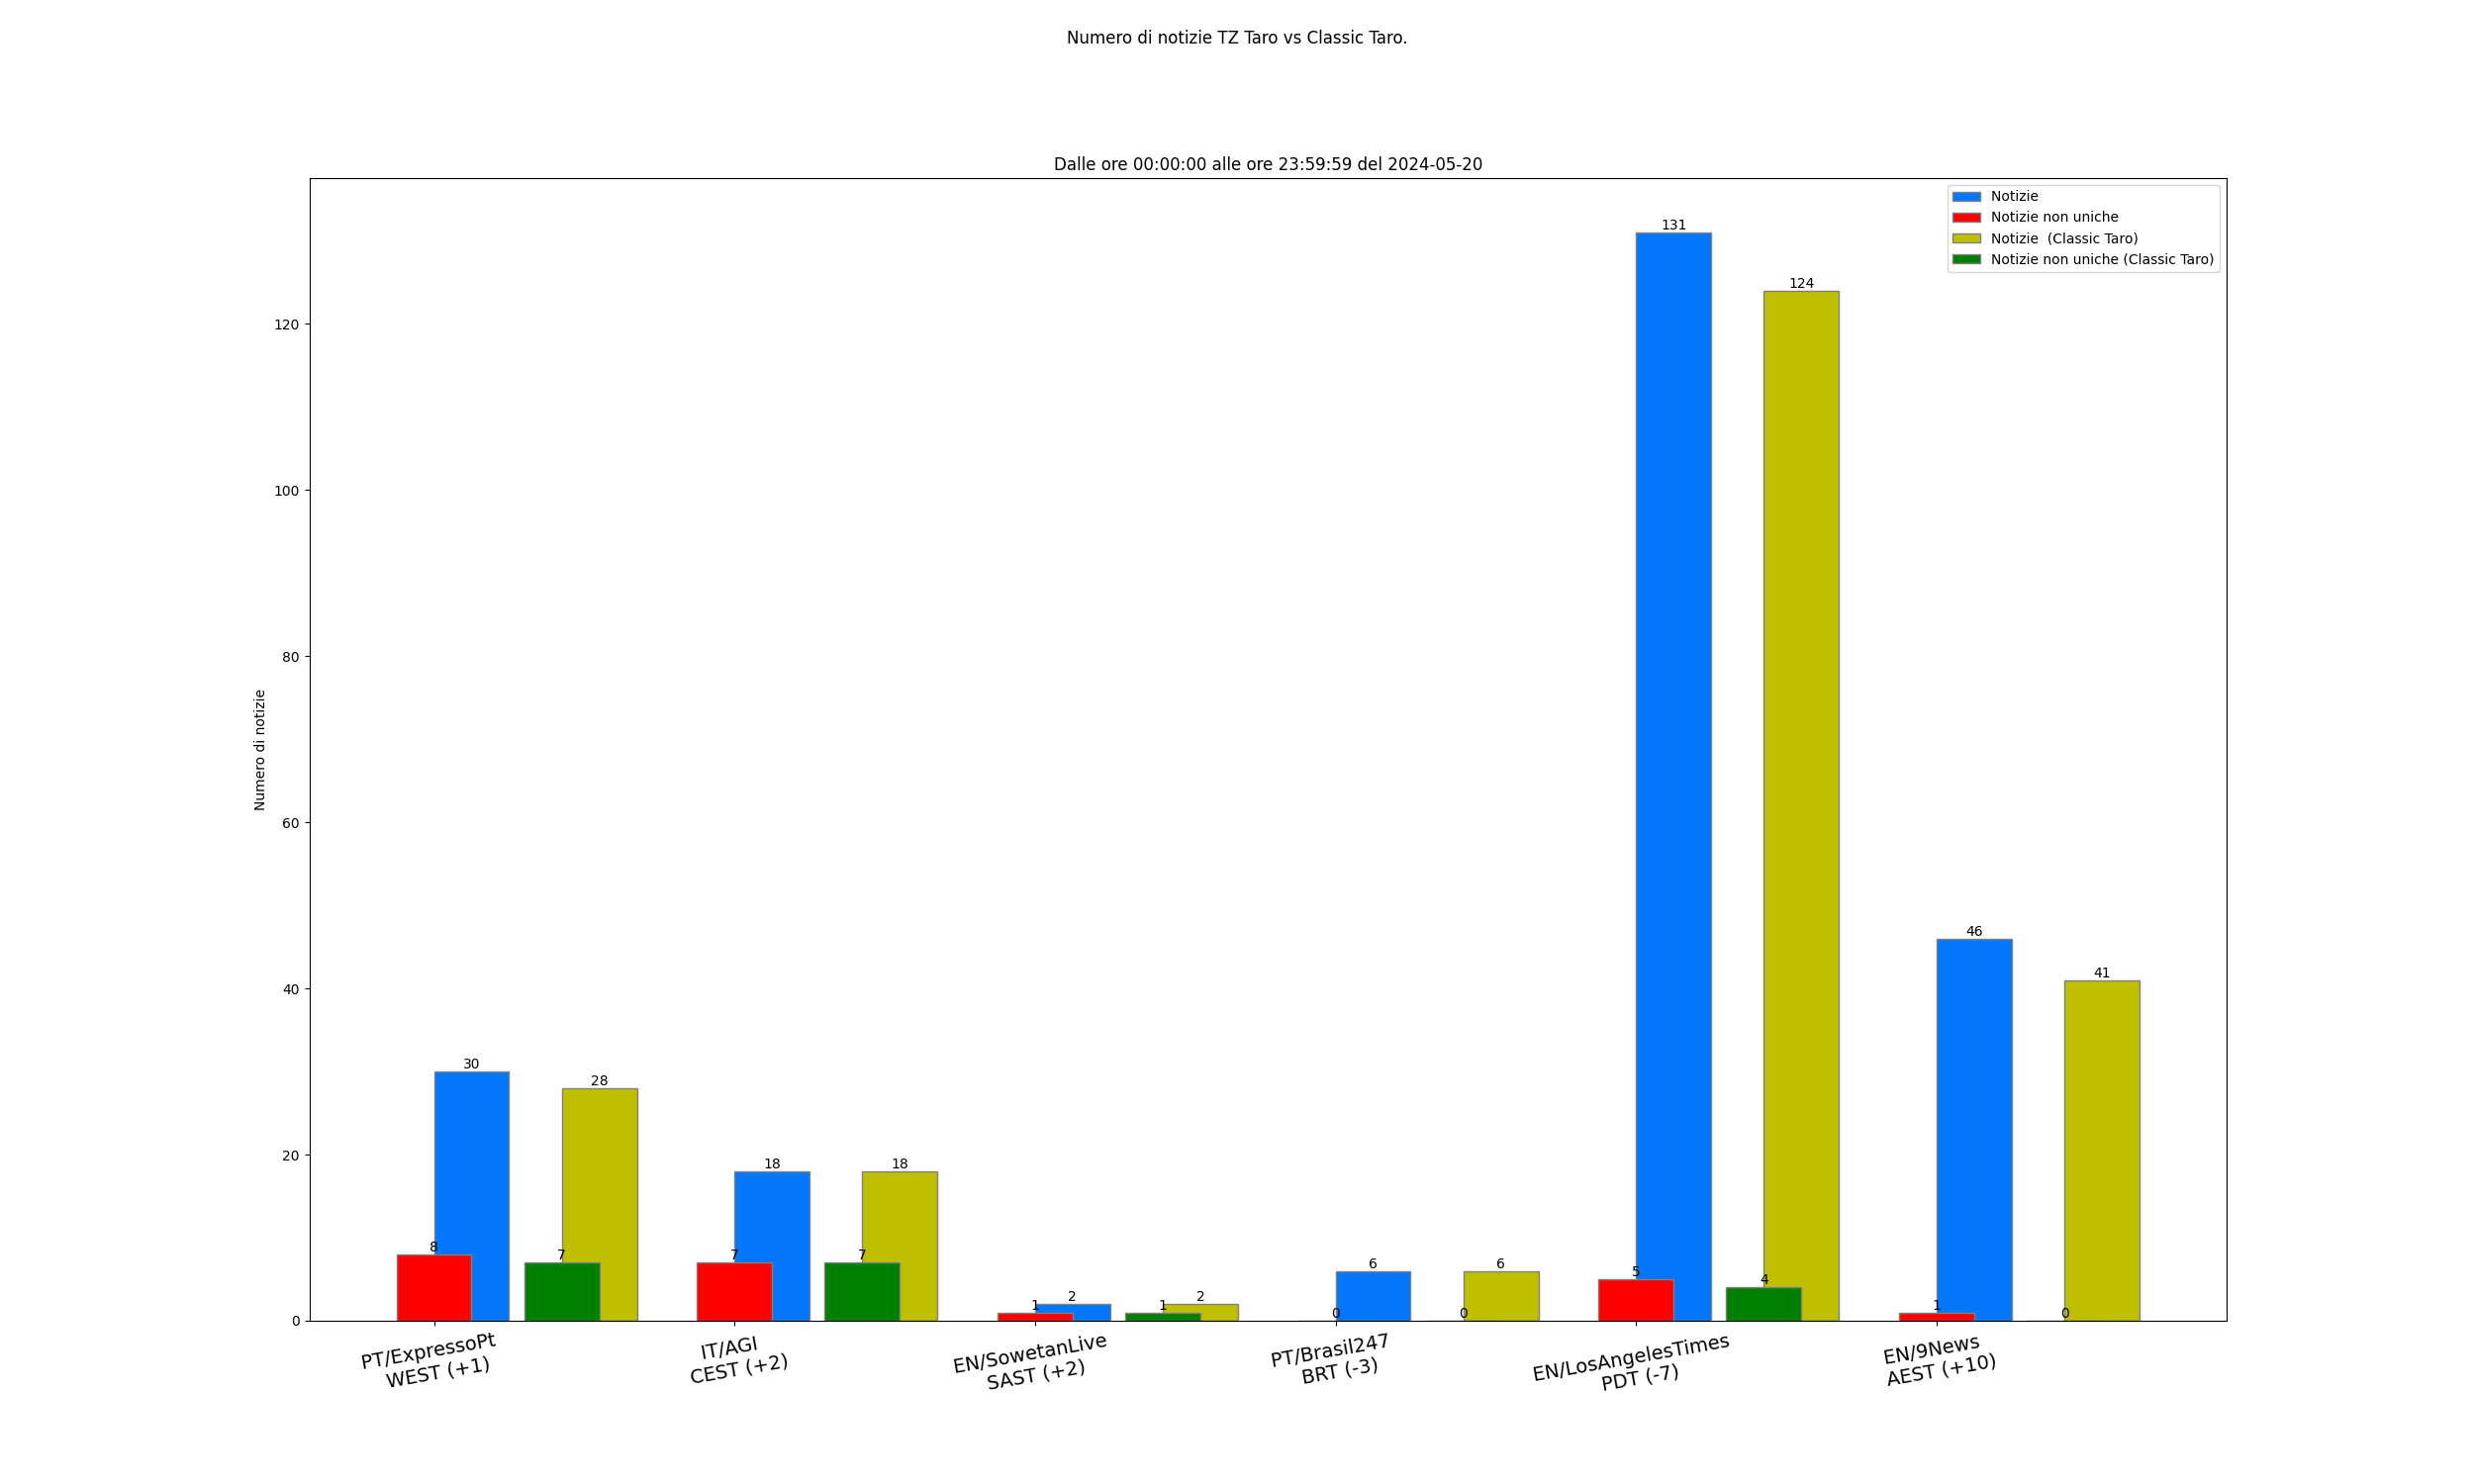 Numero di notizie TZ Taro vs Classic Taro.
Dalle ore 00:00:00 alle ore 23:59:59 del 2024-05-20
Notizie
Notizie non uniche
Notizie  (Classic Taro)
Notizie non uniche (Classic Taro)
Numero di notizie
120
100
80
60
40
20
0
8
30
7
28
7
18
7
18
1
2
1
2
0
6
0
6
5
131
4
124
1
46
0
41
PT/ExpressoPt
WEST (+1)
IT/AGI
CEST (+2)
EN/SowetanLive
SAST (+2)
PT/Brasil247
BRT (-3)
EN/LosAngelesTimes
PDT (-7)
EN/9News
AEST (+10)